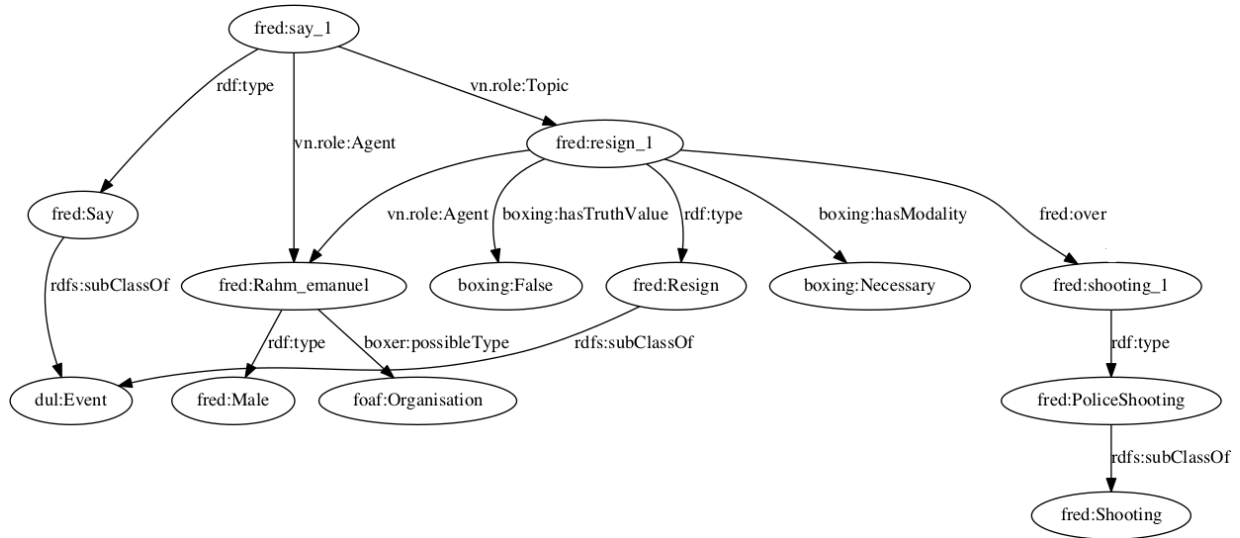 fred:say_1
rdf:type
vn.role:Topic
vn.role:Agent
fred:resign_1
fred:Say
vn.role:Agent
boxing:hasTruthValue
rdf:type
boxing:hasModality
fred:over
rdfs:subClassOf
fred:Rahm_emanuel
boxing:False
fred:Resign
boxing:Necessary
fred:shooting_1
rdf:type
boxer:possibleType
rdfs:subClassOf
rdf:type
dul:Event
fred:Male
foaf:Organisation
fred:PoliceShooting
rdfs:subClassOf
fred:Shooting